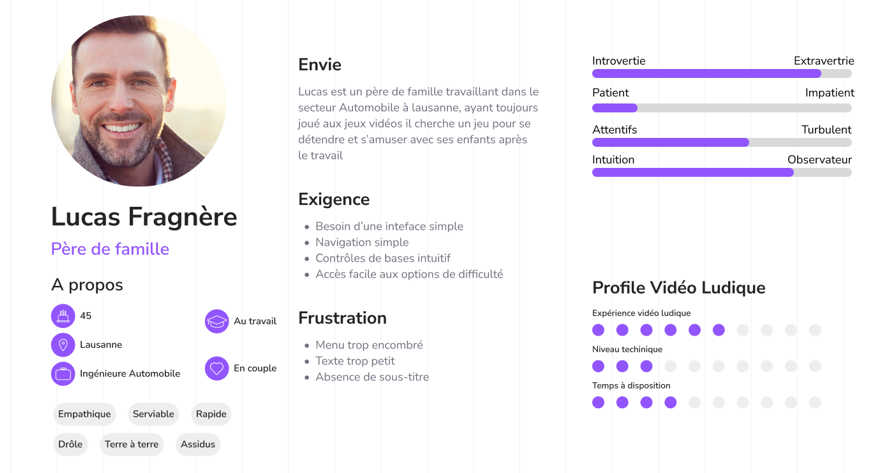 Lucas Fragnère
Père de famille
A propos
45
Lausanne
Ingénieure Automobile
Au travail
En couple
Empathique
Serviable
Rapide
Drôle
Terre à terre
Assidus
Envie
Lucas est un père de famille travaillant dans le
secteur Automobile à lausanne, ayant toujours
joué aux jeux vidéos il cherche un jeu pour se
détendre et s’amuser avec ses enfants après
le travail
Exigence
• Besoin d’une inteface simple
• Navigation simple
• Contrôles de bases intuitif
• Accès facile aux options de difficulté
Frustration
• Menu trop encombré
• Texte trop petit
• Absence de sous-titre
Introvertie
Extravertrie
Patient
Impatient
Attentifs
Turbulent
Intuition
Observateur
Profile Vidéo Ludique
Expérience vidéo ludique
Niveau techinique
Temps à disposition